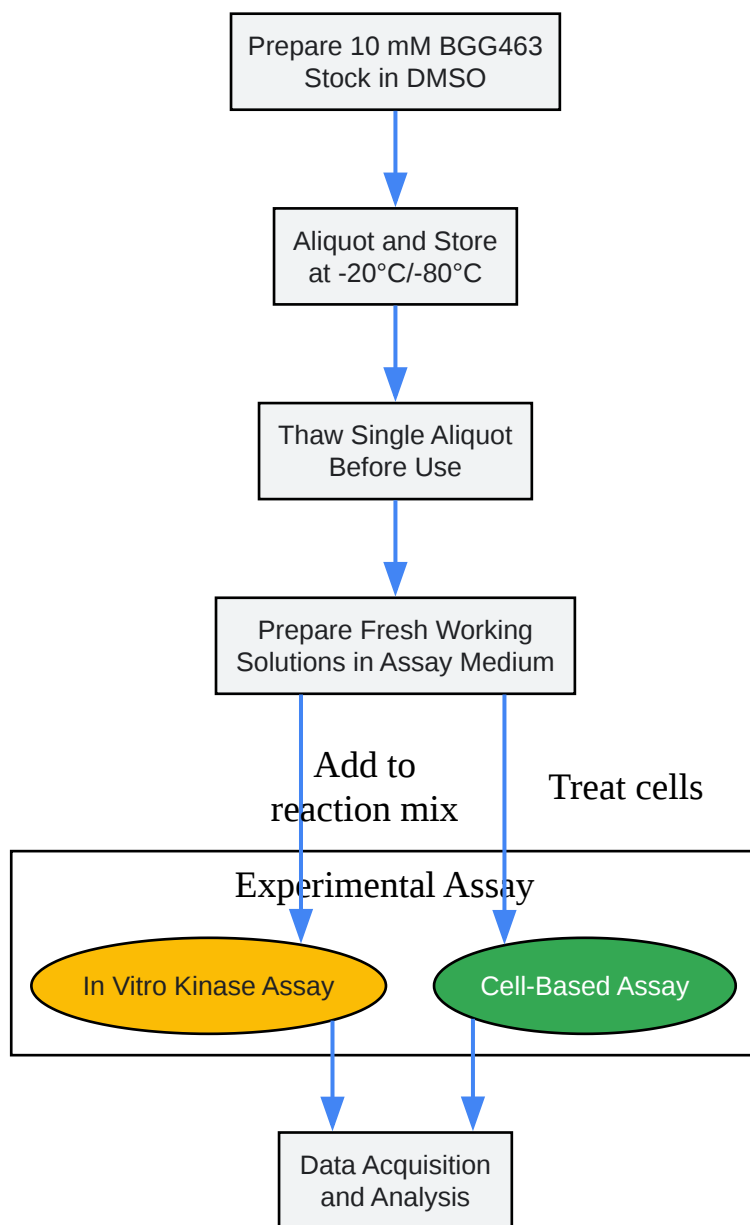 Prepare 10 mM BGG463
Stock in DMSO
Aliquot and Store
at -20°C/-80°C
Thaw Single Aliquot
Before Use
Prepare Fresh Working
Solutions in Assay Medium
Add to
reaction mix
Treat cells
Experimental Assay
In Vitro Kinase Assay
Cell-Based Assay
Data Acquisition
and Analysis